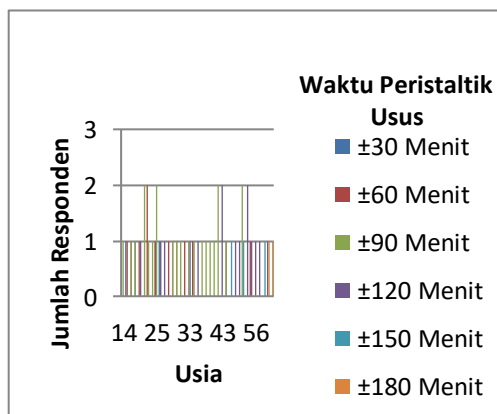 Waktu Peristaltik
Usus
±30 Menit
±60 Menit
±90 Menit
±120 Menit
±150 Menit
±180 Menit
Jumlah Responden
3
2
1
0
14 25 33 43 56
Usia